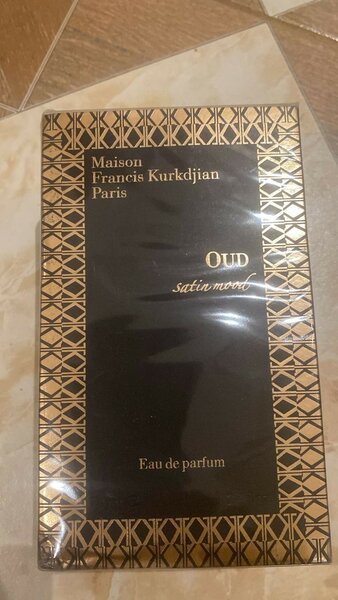 Maison
Francis Kurkdjian
Paris
OUD
satin mood
Eau de parfum